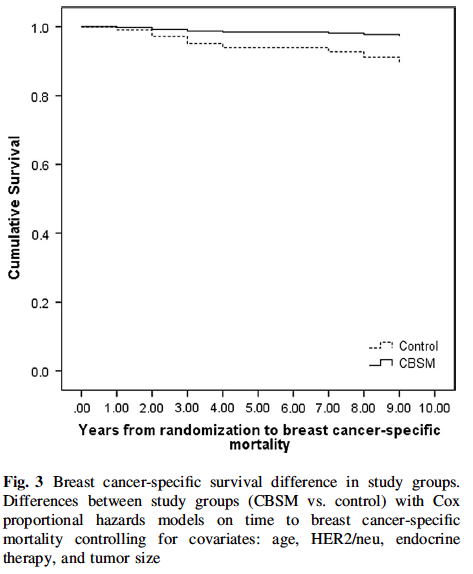 1.0
0.8
0.6
0.4
0.2
0.0
Cumulative Survival
Control
CBSM
.00 1.00 2.00 3.00 4.00 5.00 6.00 7.00 8.00 9.00 10.00
Years from randomization to breast cancer-specific
mortality
Fig. 3 Breast cancer-specific survival difference in study groups.
Differences between study groups (CBSM vs. control) with Cox
proportional hazards models on time to breast cancer-specific
mortality controlling for covariates: age, HER2/neu, endocrine
therapy, and tumor size